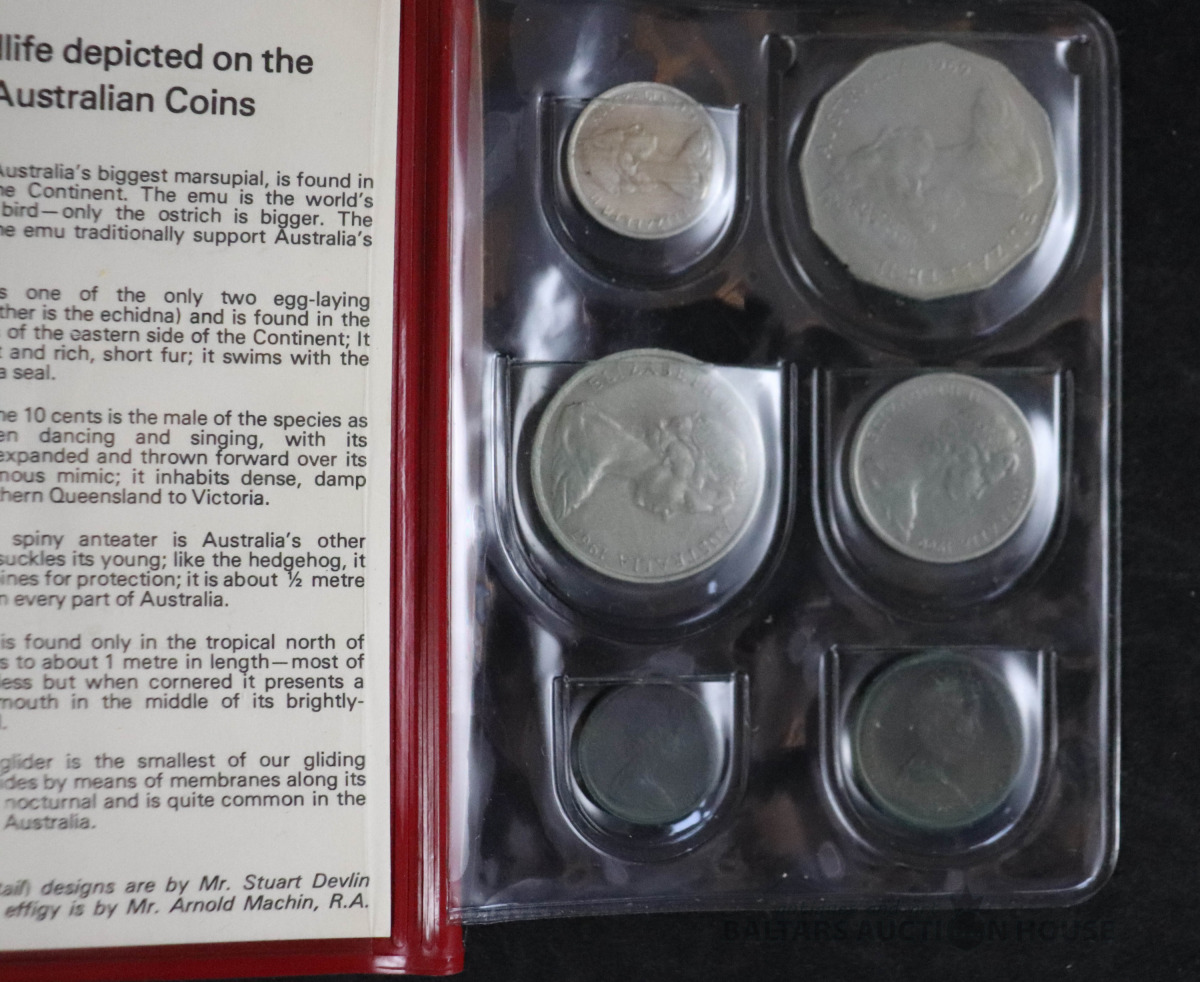 dlife depicted on the
Australian Coins
Australia's biggest marsupial, is found in
he Continent. The emu is the world's
bird—only the ostrich is bigger. The
he emu traditionally support Australia's
s one of the only two egg-laying
ther is the echidna) and is found in the
of the eastern side of the Continent; It
t and rich, short fur; it swims with the
a seal.
he 10 cents is the male of the species as
en dancing and singing, with its
expanded and thrown forward over its
mous mimic; it inhabits dense, damp
hern Queensland to Victoria.
spiny anteater is Australia's other
suckles its young; like the hedgehog, it
ines for protection; it is about ½ metre
n every part of Australia.
is found only in the tropical north of
s to about 1 metre in length—most of
less but when cornered it presents a
mouth in the middle of its brightly-
l.
glider is the smallest of our gliding
ides by means of membranes along its
nocturnal and is quite common in the
Australia.
tail) designs are by Mr. Stuart Devlin
effigy is by Mr. Arnold Machin, R.A.
1969
ELIZABETH
AUSTRALIA
BALTARS AUCTION HOUSE